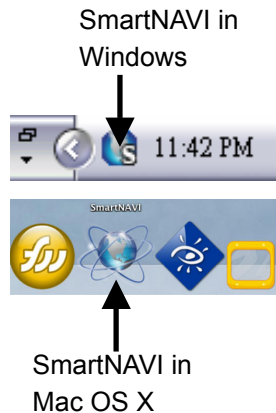 SmartNAVI in
Windows
S 11:42 PM
SmartNAVI
SmartNAVI in
Mac OS X